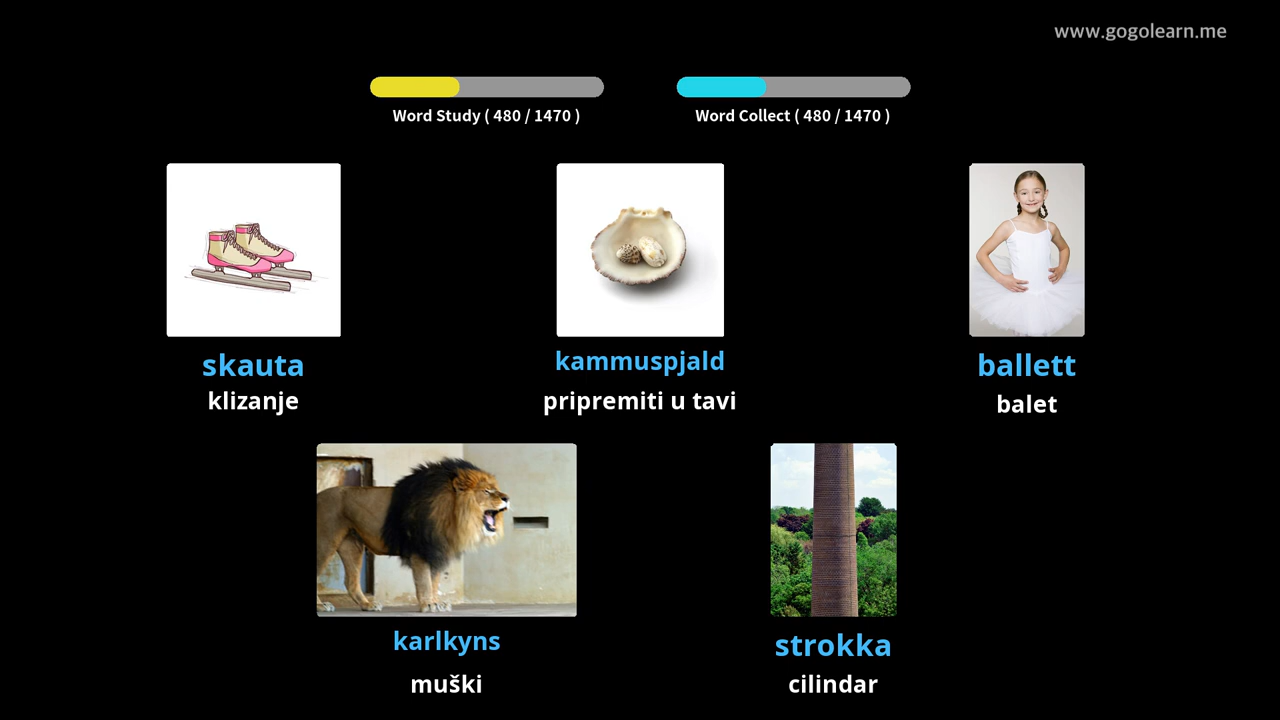 www.gogolearn.me
Word Study ( 480 / 1470 )
Word Collect ( 480 / 1470 )
skauta
klizanje
kammuspjald
pripremiti u tavi
ballett
balet
karlkyns
muški
strokka
cilindar